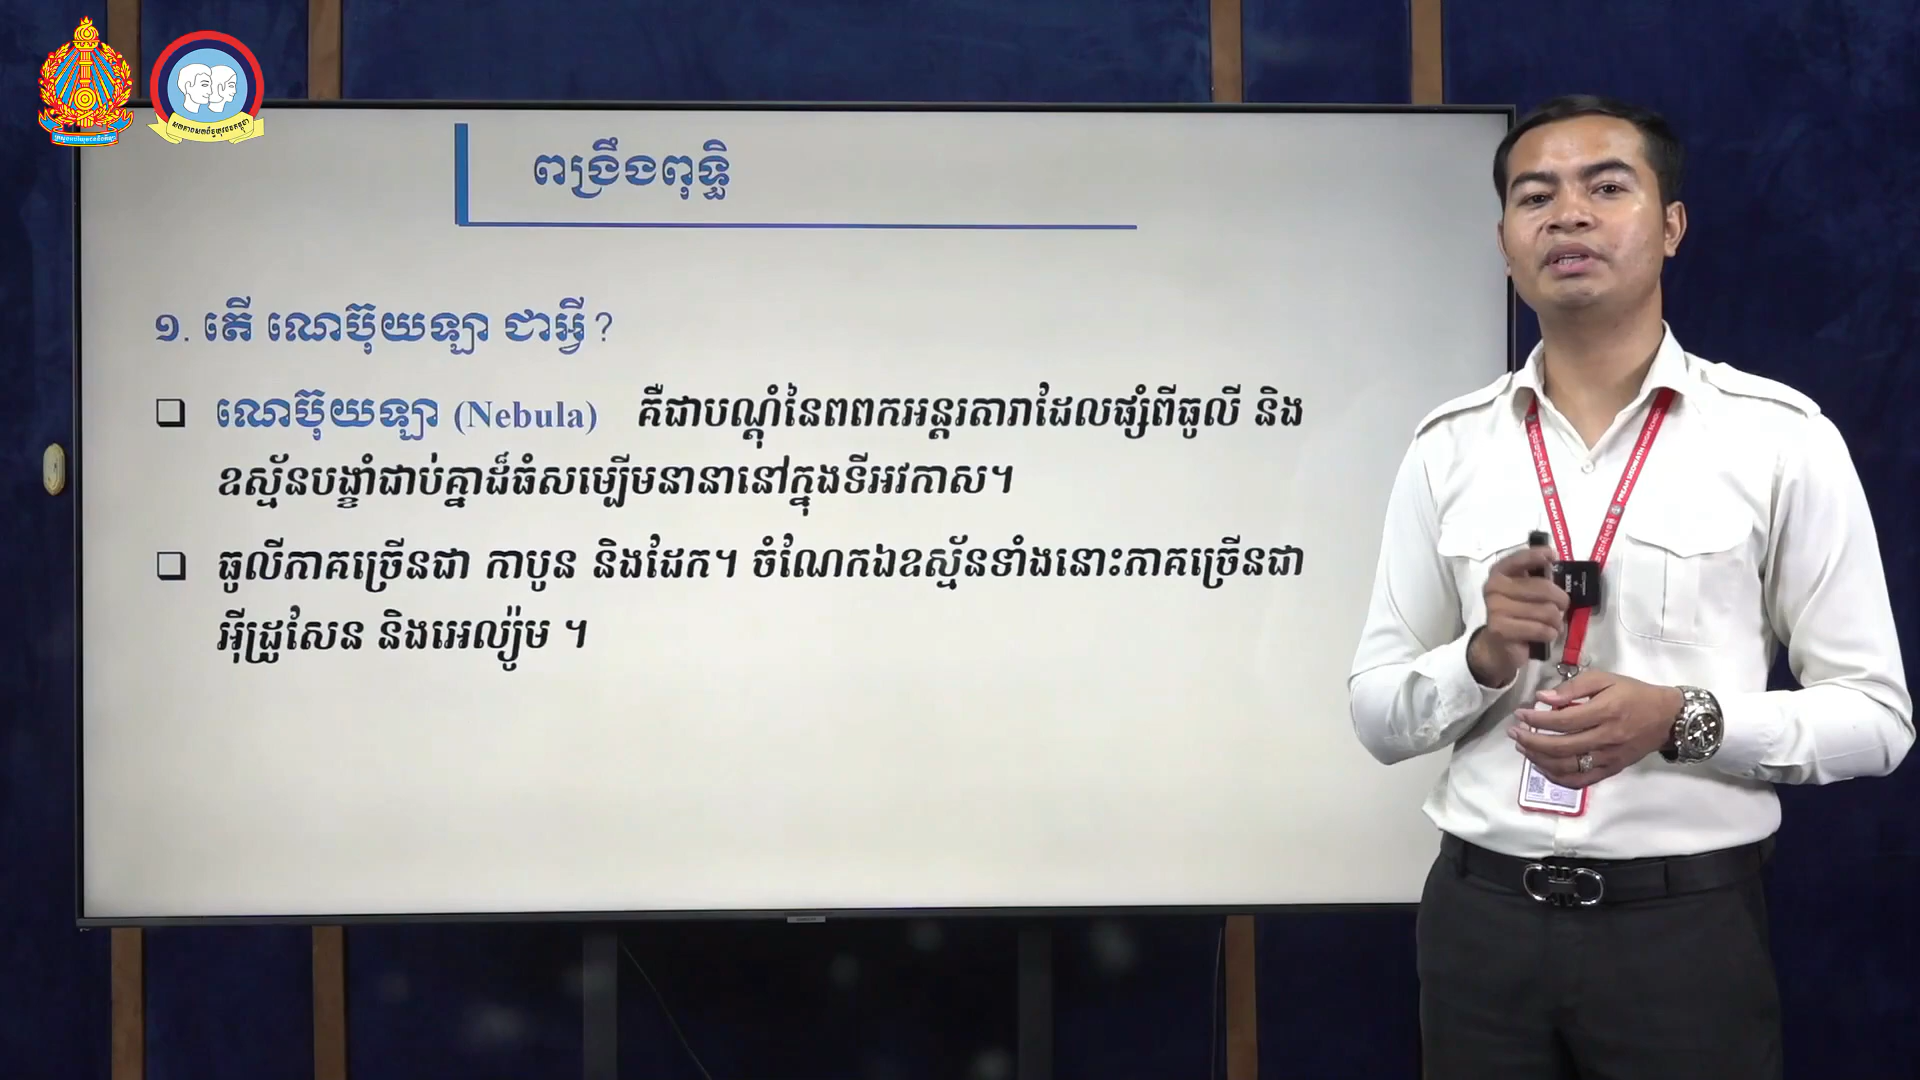 ពង្រឹងពុទ្ធិ
១. តើ ណេប៊ុយឡា ជាអ្វី ?
ណេប៊ុយឡា (Nebula) គឺជាបណ្ដុំនៃពពកអន្តរតារាដែលផ្សំពីធូលី និង
ឧស្ម័នបង្ខាំជាប់គ្នាដ៏ធំសម្បើមនានានៅក្នុងទីអវកាស។
ធូលីភាគច្រើនជា កាបូន និងដែក។ ចំណែកឯឧស្ម័នទាំងនោះភាគច្រើនជា
អ៊ីដ្រូសែន និងអេល្យ៉ូម ។